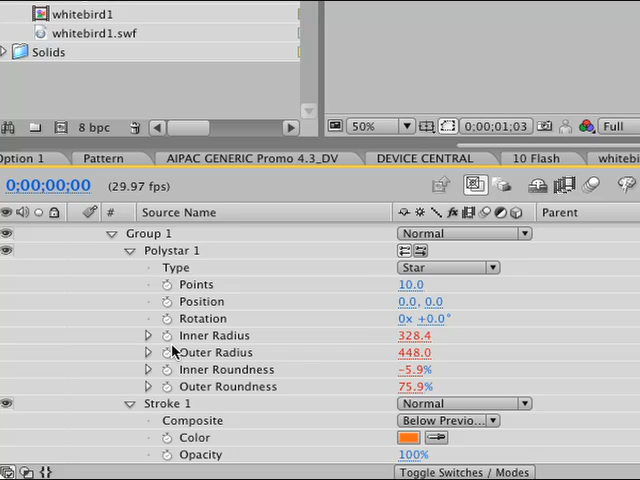 whitebird1
whitebird1.swf
Solids
8 bpc 50% 0;00;01;03 Full
Option 1 Pattern AIPAC GENERIC Promo 4.3_DV DEVICE CENTRAL 10 Flash whitebi
0;00;00;00 (29.97 fps)
# Source Name Parent
Group 1 Normal
Polystar 1
Type Star
Points 10.0
Position 0.0, 0.0
Rotation 0x +0.0°
Inner Radius 328.4
Outer Radius 448.0
Inner Roundness -5.9%
Outer Roundness 75.9%
Stroke 1 Normal
Composite Below Previo...
Color
Opacity 100%
Toggle Switches / Modes